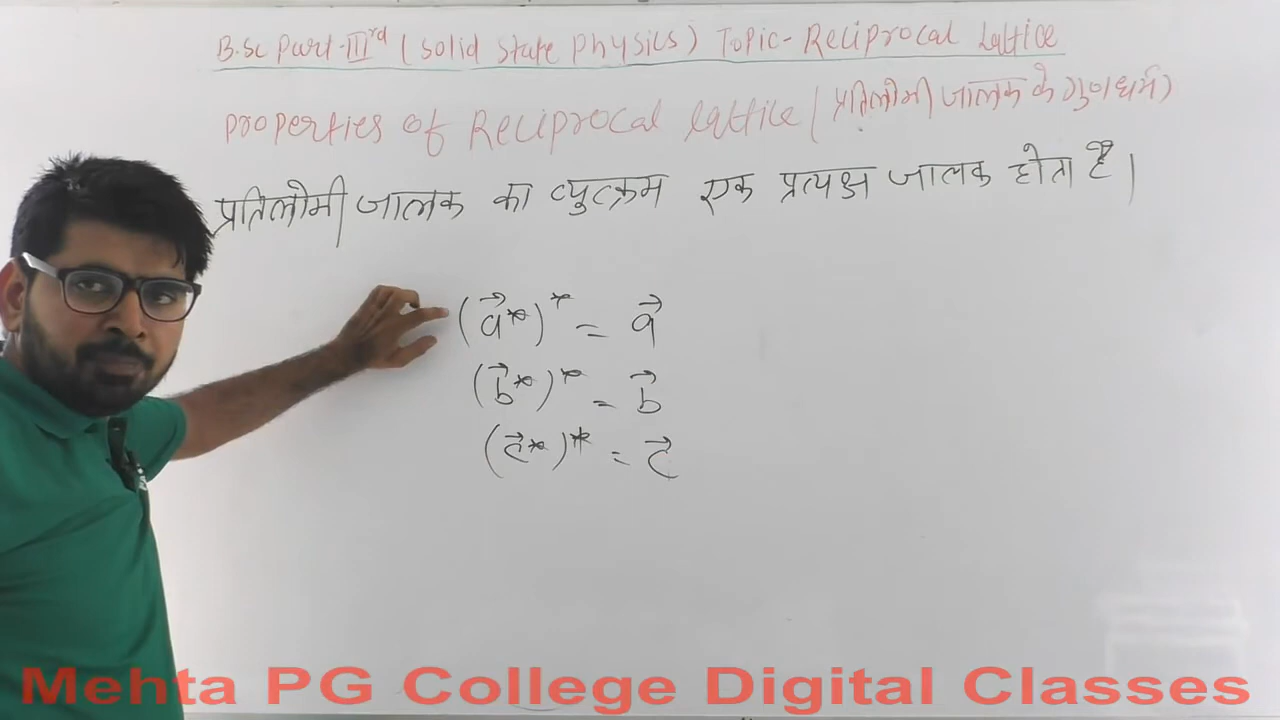 B.Sc Part-IIIrd (Solid State Physics) Topic- Reciprocal Lattice
Properties of Reciprocal lattice (प्रतिलोमी जालक के गुणधर्म)
प्रतिलोमी जालक का व्युत्क्रम एक प्रत्यक्ष जालक होता है।
(a⃗*)* = a⃗
(b⃗*)* = b⃗
(c⃗*)* = c⃗
Mehta PG College Digital Classes